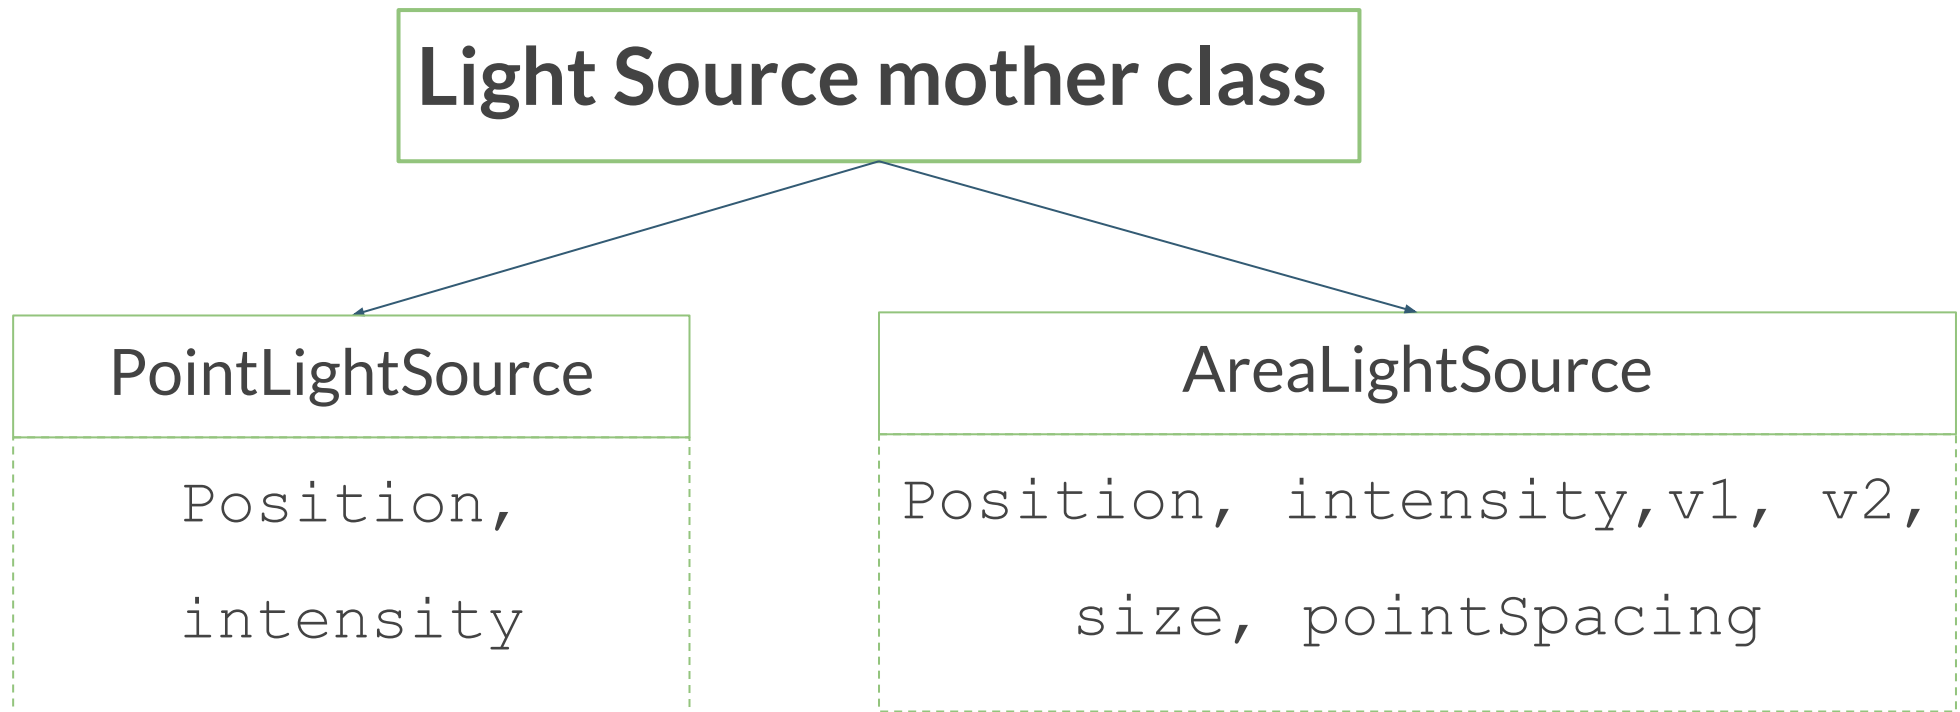 Light Source mother class
PointLightSource
Position,
intensity
AreaLightSource
Position, intensity,v1, v2,
size, pointSpacing